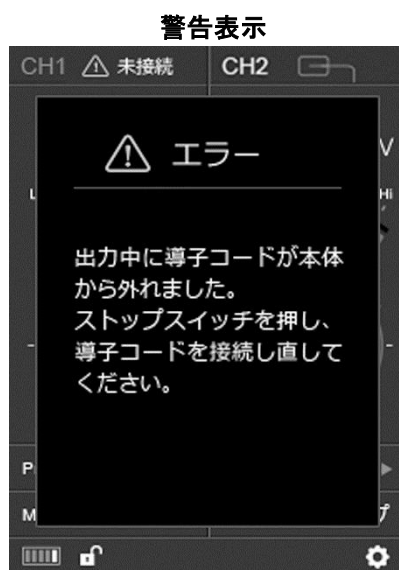 警告表示
CH1 未接続 CH2
エラー
V
L
Hi
出力中に導子コードが本体
から外れました。
ストップスイッチを押し、
導子コードを接続し直して
ください。
P
M
プ